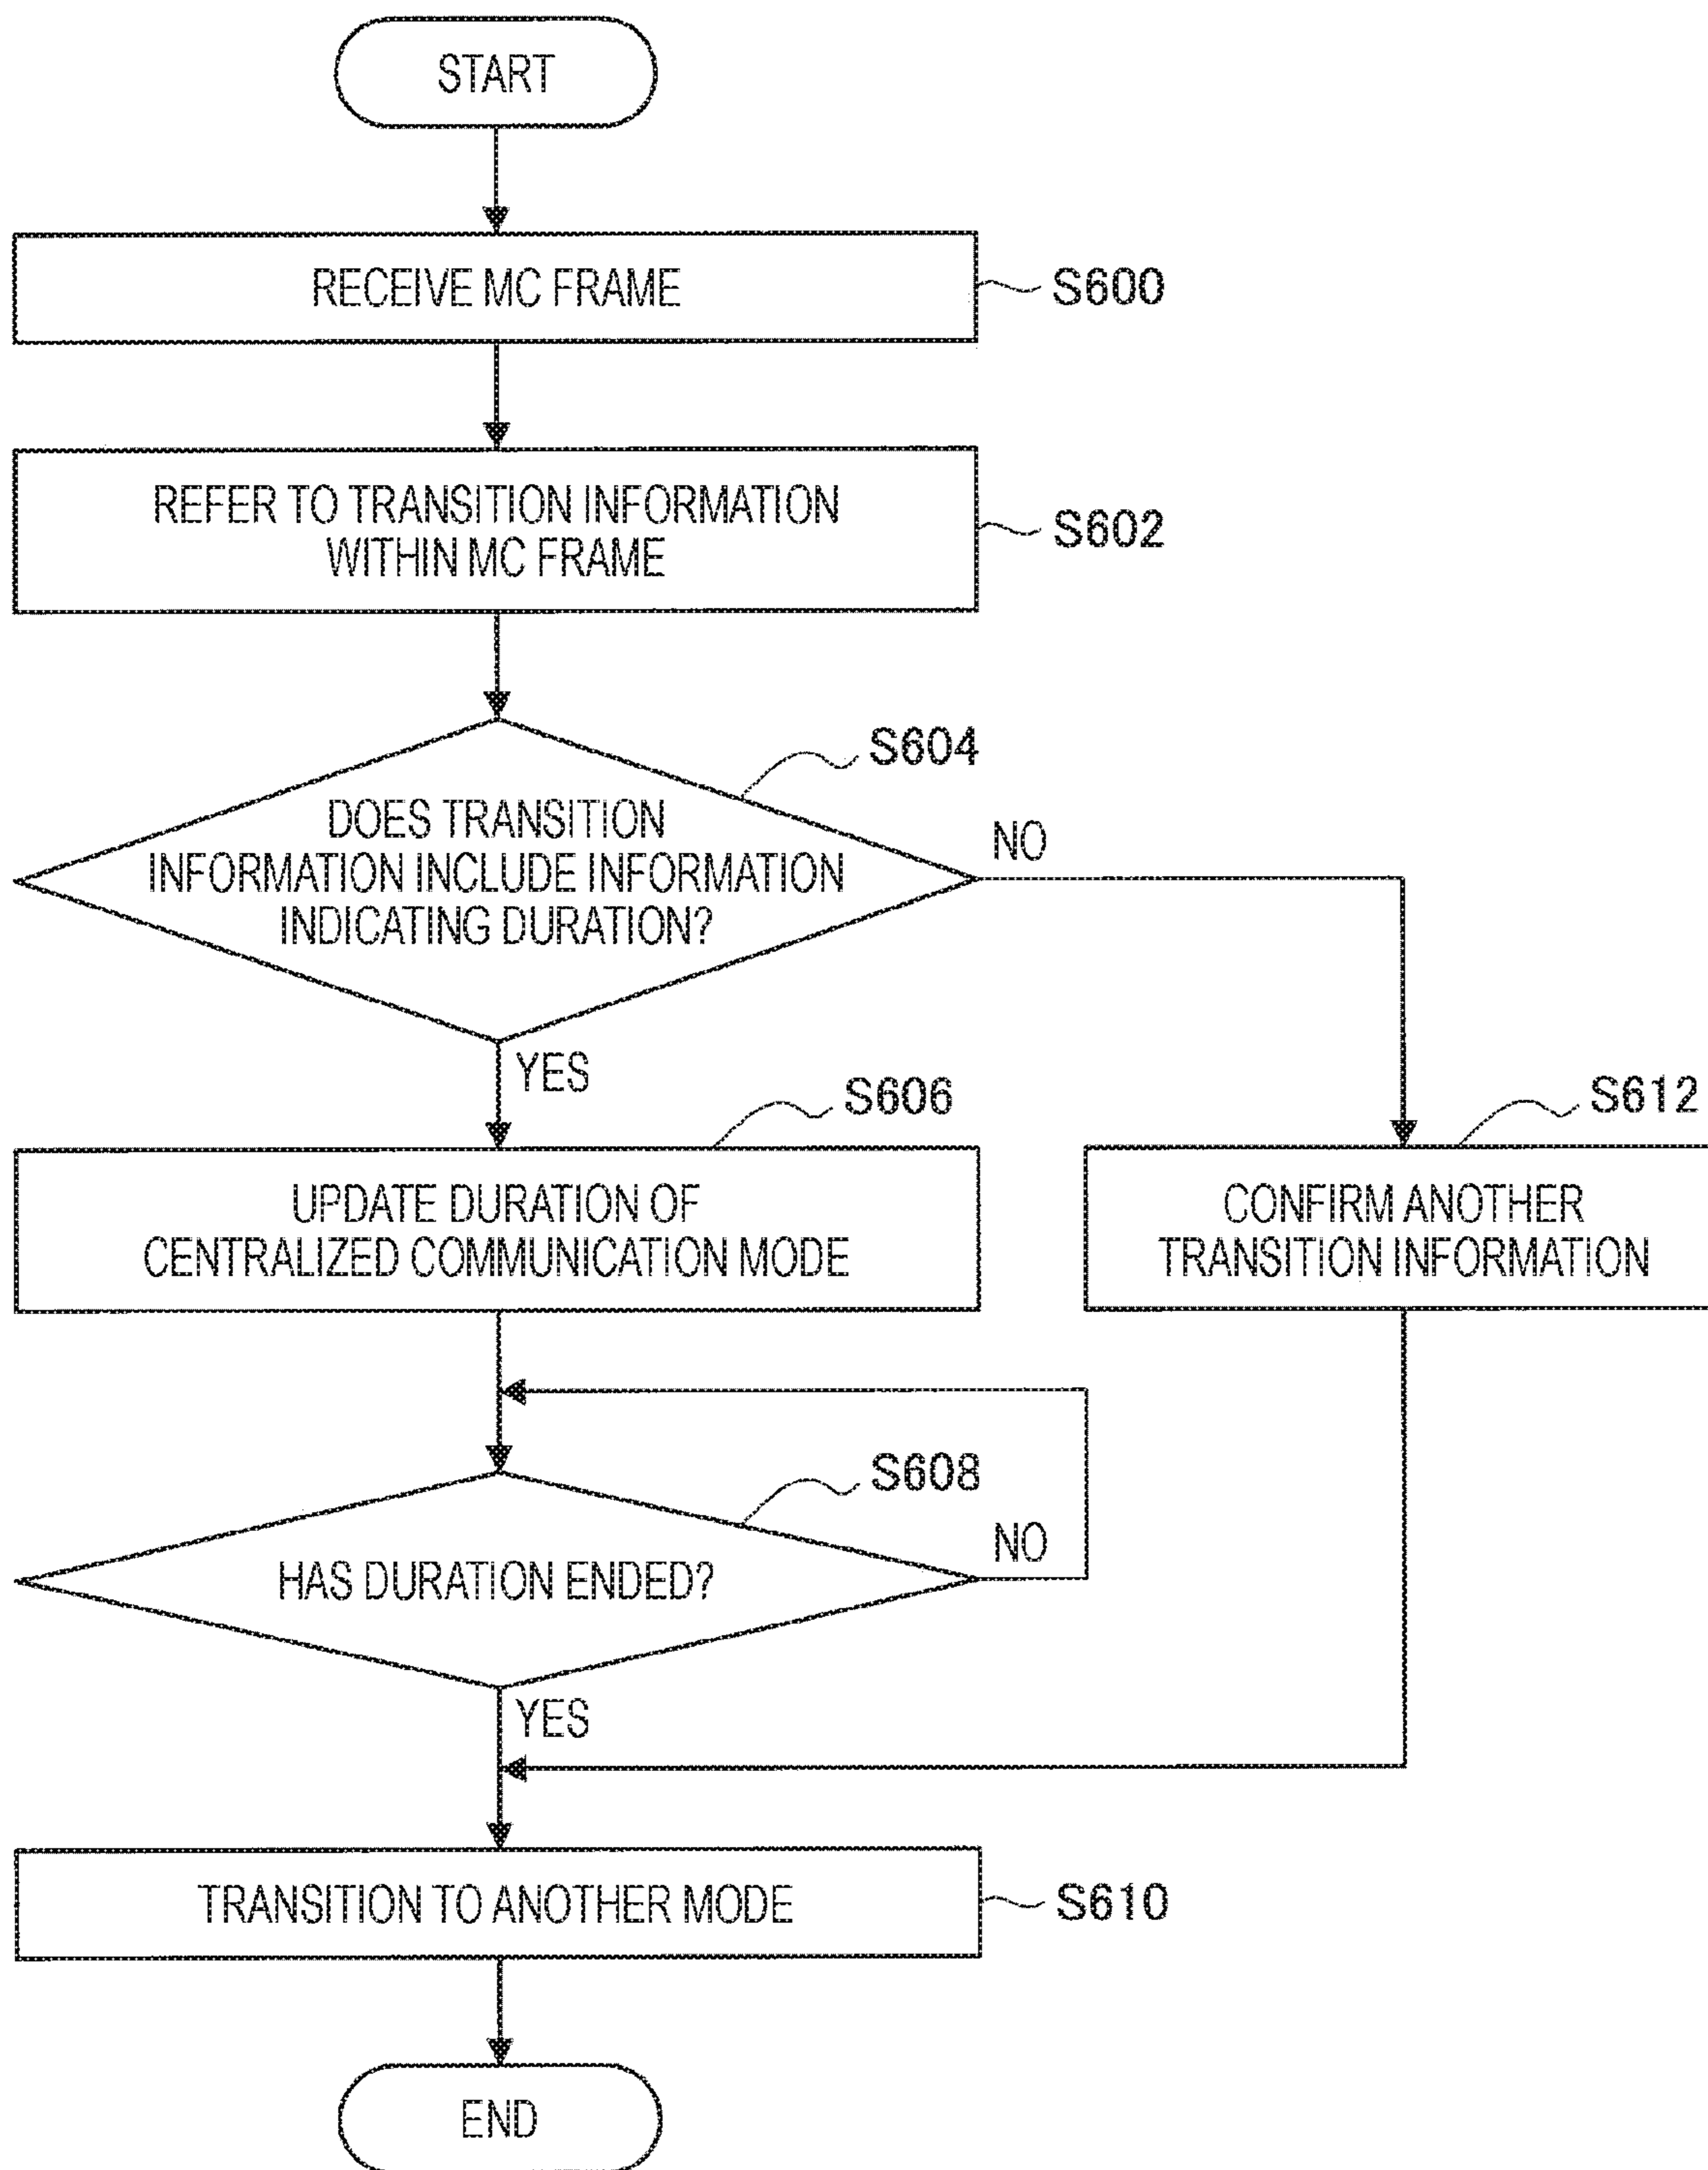 START
RECEIVE MC FRAME
S600
REFER TO TRANSITION INFORMATION
WITHIN MC FRAME
S602
S604
DOES TRANSITION
INFORMATION INCLUDE INFORMATION
INDICATING DURATION?
NO
YES
S606
S612
UPDATE DURATION OF
CENTRALIZED COMMUNICATION MODE
CONFIRM ANOTHER
TRANSITION INFORMATION
S608
HAS DURATION ENDED?
NO
YES
TRANSITION TO ANOTHER MODE
S610
END